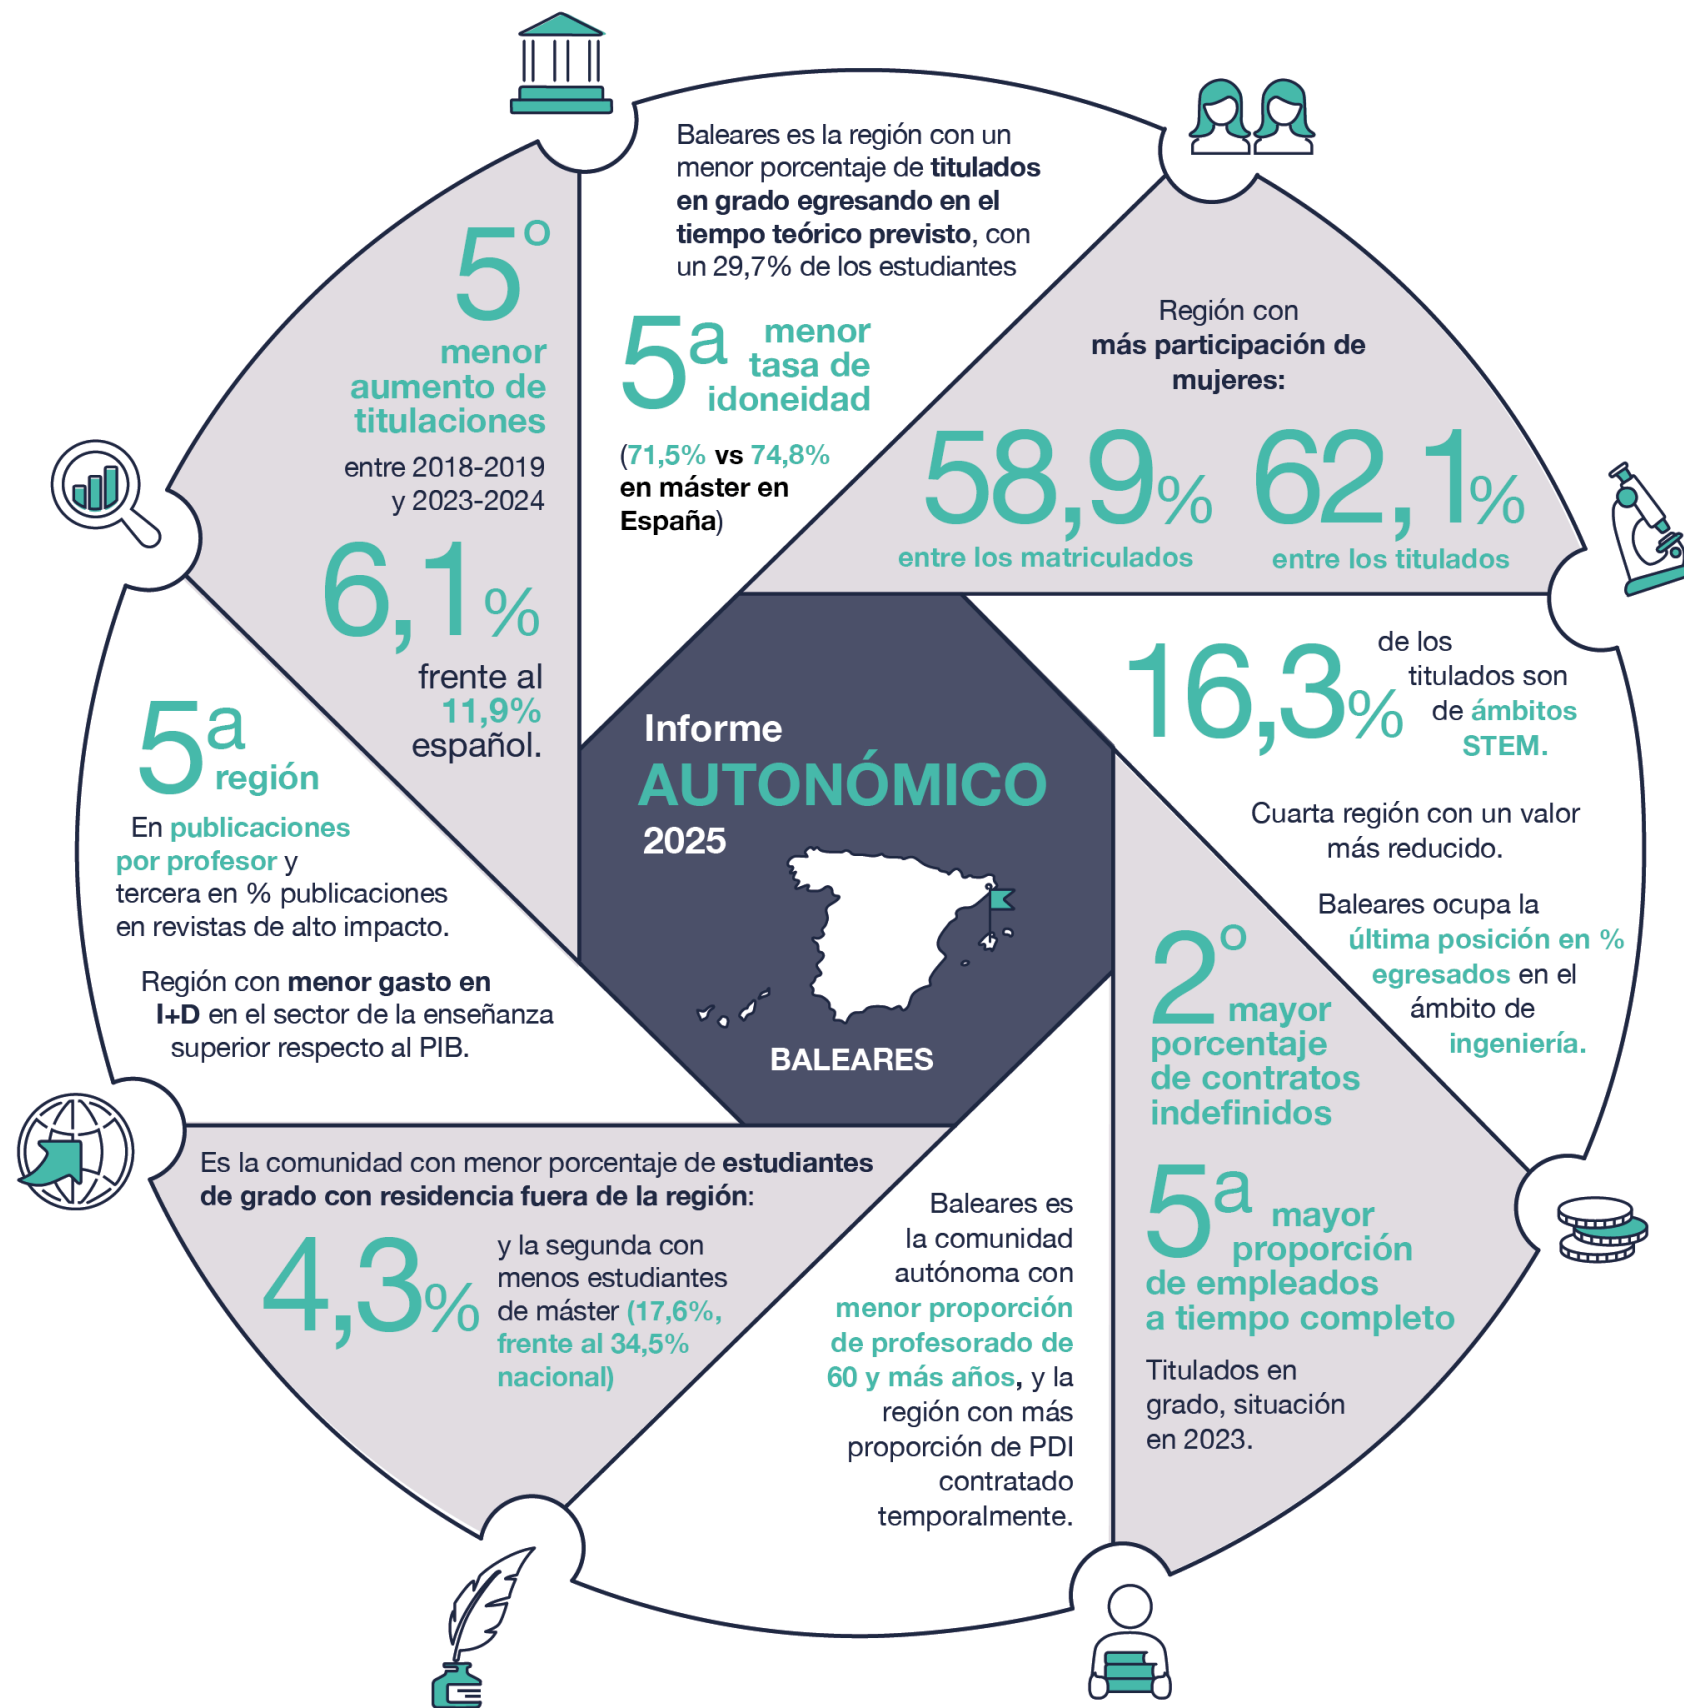 Informe
AUTONÓMICO
2025
BALEARES
5º
menor
aumento de
titulaciones
entre 2018-2019
y 2023-2024
6,1%
frente al
11,9%
español.
Baleares es la región con un
menor porcentaje de titulados
en grado egresando en el
tiempo teórico previsto, con
un 29,7% de los estudiantes
5ª menor
tasa de
idoneidad
(71,5% vs 74,8%
en máster en
España)
Región con
más participación de
mujeres:
58,9%
entre los matriculados
62,1%
entre los titulados
16,3% de los
titulados son
de ámbitos
STEM.
Cuarta región con un valor
más reducido.
Baleares ocupa la
última posición en %
egresados en el
ámbito de
ingeniería.
2º mayor
porcentaje
de contratos
indefinidos
5ª mayor
proporción
de empleados
a tiempo completo
Titulados en
grado, situación
en 2023.
Baleares es
la comunidad
autónoma con
menor proporción
de profesorado de
60 y más años, y la
región con más
proporción de PDI
contratado
temporalmente.
Es la comunidad con menor porcentaje de estudiantes
de grado con residencia fuera de la región:
4,3%
y la segunda con
menos estudiantes
de máster (17,6%,
frente al 34,5%
nacional)
5ª
región
En publicaciones
por profesor y
tercera en % publicaciones
en revistas de alto impacto.
Región con menor gasto en
I+D en el sector de la enseñanza
superior respecto al PIB.